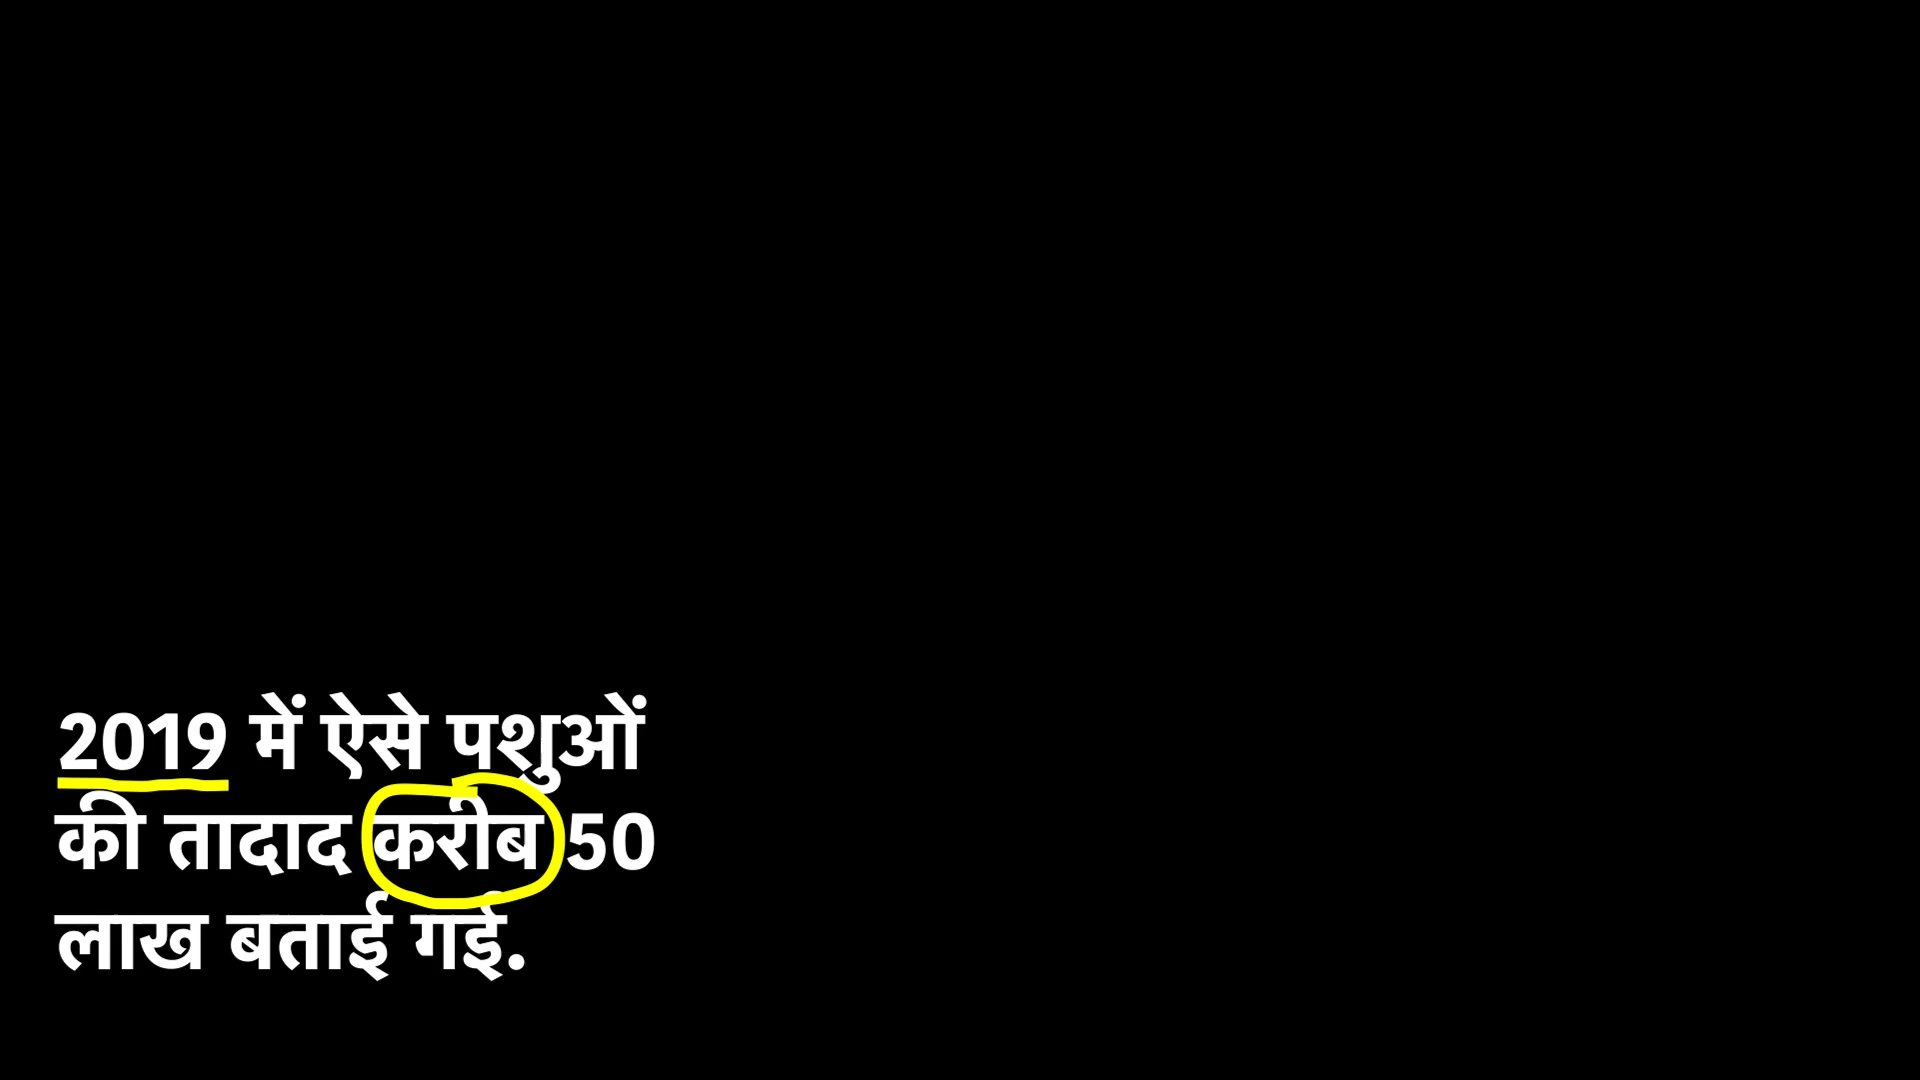 2019 में ऐसे पशुओं
की तादाद करीब 50
लाख बताई गई.